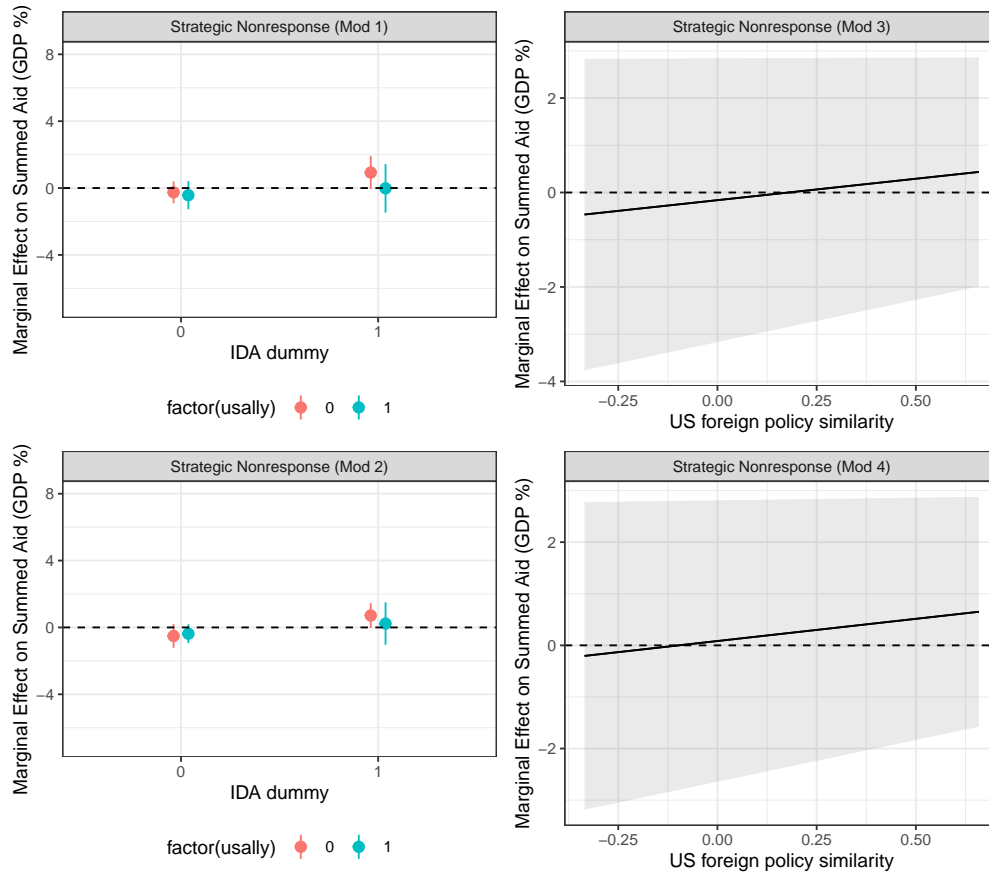 Strategic Nonresponse (Mod 1)
Marginal Effect on Summed Aid (GDP %)
8
4
0
−4
0
1
IDA dummy
factor(usally)
0
1
Strategic Nonresponse (Mod 3)
Marginal Effect on Summed Aid (GDP %)
2
0
−2
−4
−0.25
0.00
0.25
0.50
US foreign policy similarity
Strategic Nonresponse (Mod 2)
Marginal Effect on Summed Aid (GDP %)
8
4
0
−4
0
1
IDA dummy
factor(usally)
0
1
Strategic Nonresponse (Mod 4)
Marginal Effect on Summed Aid (GDP %)
2
0
−2
−0.25
0.00
0.25
0.50
US foreign policy similarity